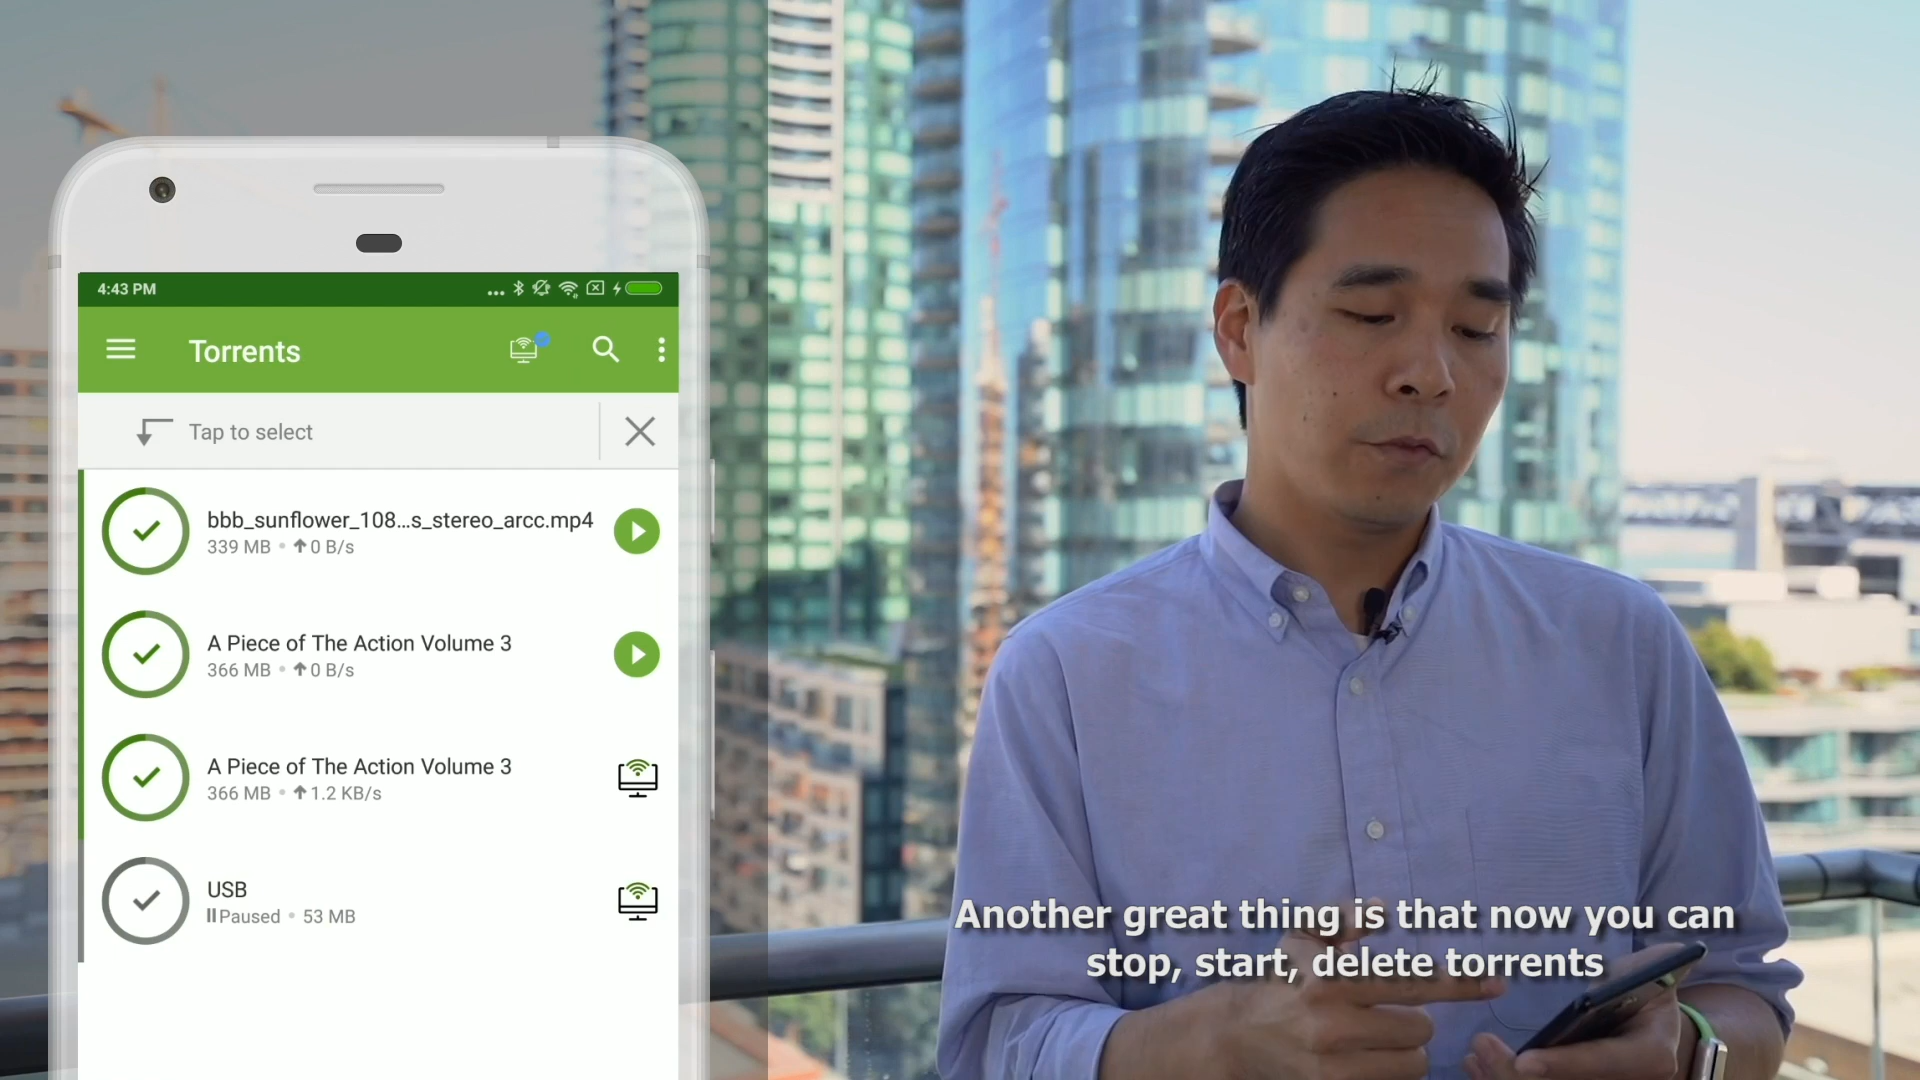 4:43 PM
Torrents
Tap to select
bbb_sunflower_108...s_stereo_arcc.mp4
339 MB • ↑ 0 B/s
A Piece of The Action Volume 3
366 MB • ↑ 0 B/s
A Piece of The Action Volume 3
366 MB • ↑ 1.2 KB/s
USB
Paused • 53 MB
Another great thing is that now you can
stop, start, delete torrents